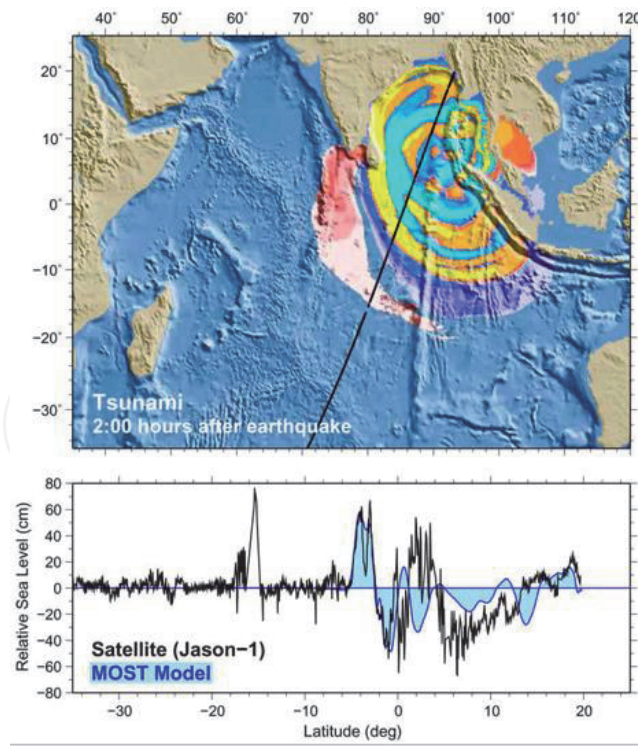 40° 50° 60° 70° 80° 90° 100° 110° 120
20°
10°
0°
−10°
−20°
−30°
Tsunami
2:00 hours after earthquake
80
60
40
20
0
−20
−40
−60
−80
Relative Sea Level (cm)
Satellite (Jason−1)
MOST Model
−30 −20 −10 0 10 20
Latitude (deg)